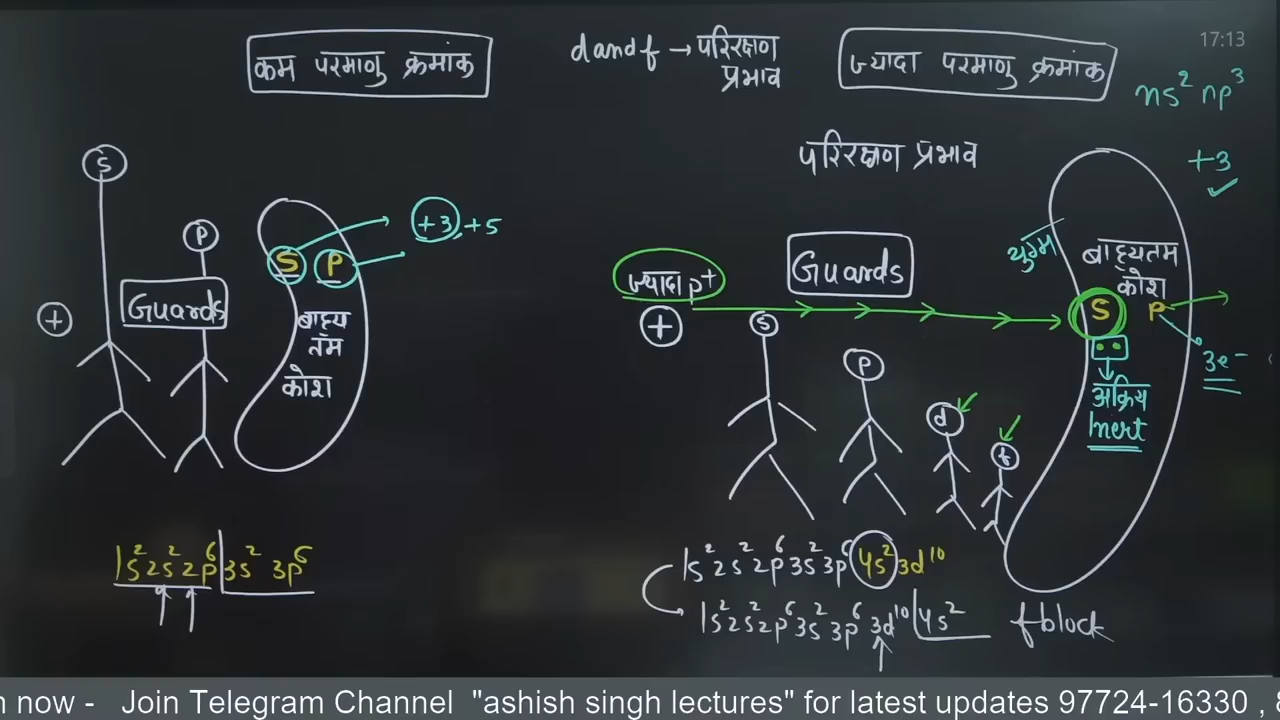 17:13
कम परमाणु क्रमांक
d and f → परिरक्षण
प्रभाव
ज्यादा परमाणु क्रमांक
ns² np³
+3
परिरक्षण प्रभाव
S
P
Guards
+
S P
+3, +5
बाह्य
तम
कोश
ज्यादा p⁺
+
Guards
S
P
d
f
युग्म
बाह्यतम
कोश
S P
3e⁻
अक्रिय
Inert
1s² 2s² 2p⁶ 3s² 3p⁶
1s² 2s² 2p⁶ 3s² 3p⁶ 4s² 3d¹⁰
1s² 2s² 2p⁶ 3s² 3p⁶ 3d¹⁰ 4s²
f block
n now - Join Telegram Channel "ashish singh lectures" for latest updates 97724-16330 , 8